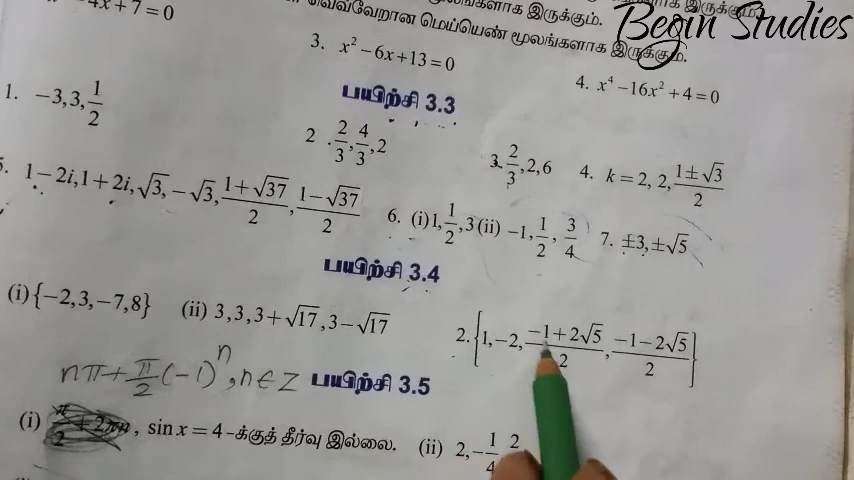 -4x+7=0
வெவ்வேறான மெய்யெண் மூலங்களாக இருக்கும்.
Begin Studies
3. x² − 6x + 13 = 0
4. x⁴ − 16x² + 4 = 0
பயிற்சி 3.3
1. −3, 3, 1/2
2. 2/3, 4/3, 2
3. 2/3, 2, 6
4. k = 2, 2, (1±√3)/2
5. 1−2i, 1+2i, √3, −√3, (1+√37)/2, (1−√37)/2
6. (i) 1, 1/2, 3 (ii) −1, 1/2, 3/4
7. ±3, ±√5
பயிற்சி 3.4
(i) {−2, 3, −7, 8} (ii) 3, 3, 3+√17, 3−√17
2. {1, −2, (−1+2√5)/2, (−1−2√5)/2}
nπ + π/2 (−1)ⁿ, n∈Z
பயிற்சி 3.5
(i) , sin x = 4 -க்குத் தீர்வு இல்லை. (ii) 2, −1/4